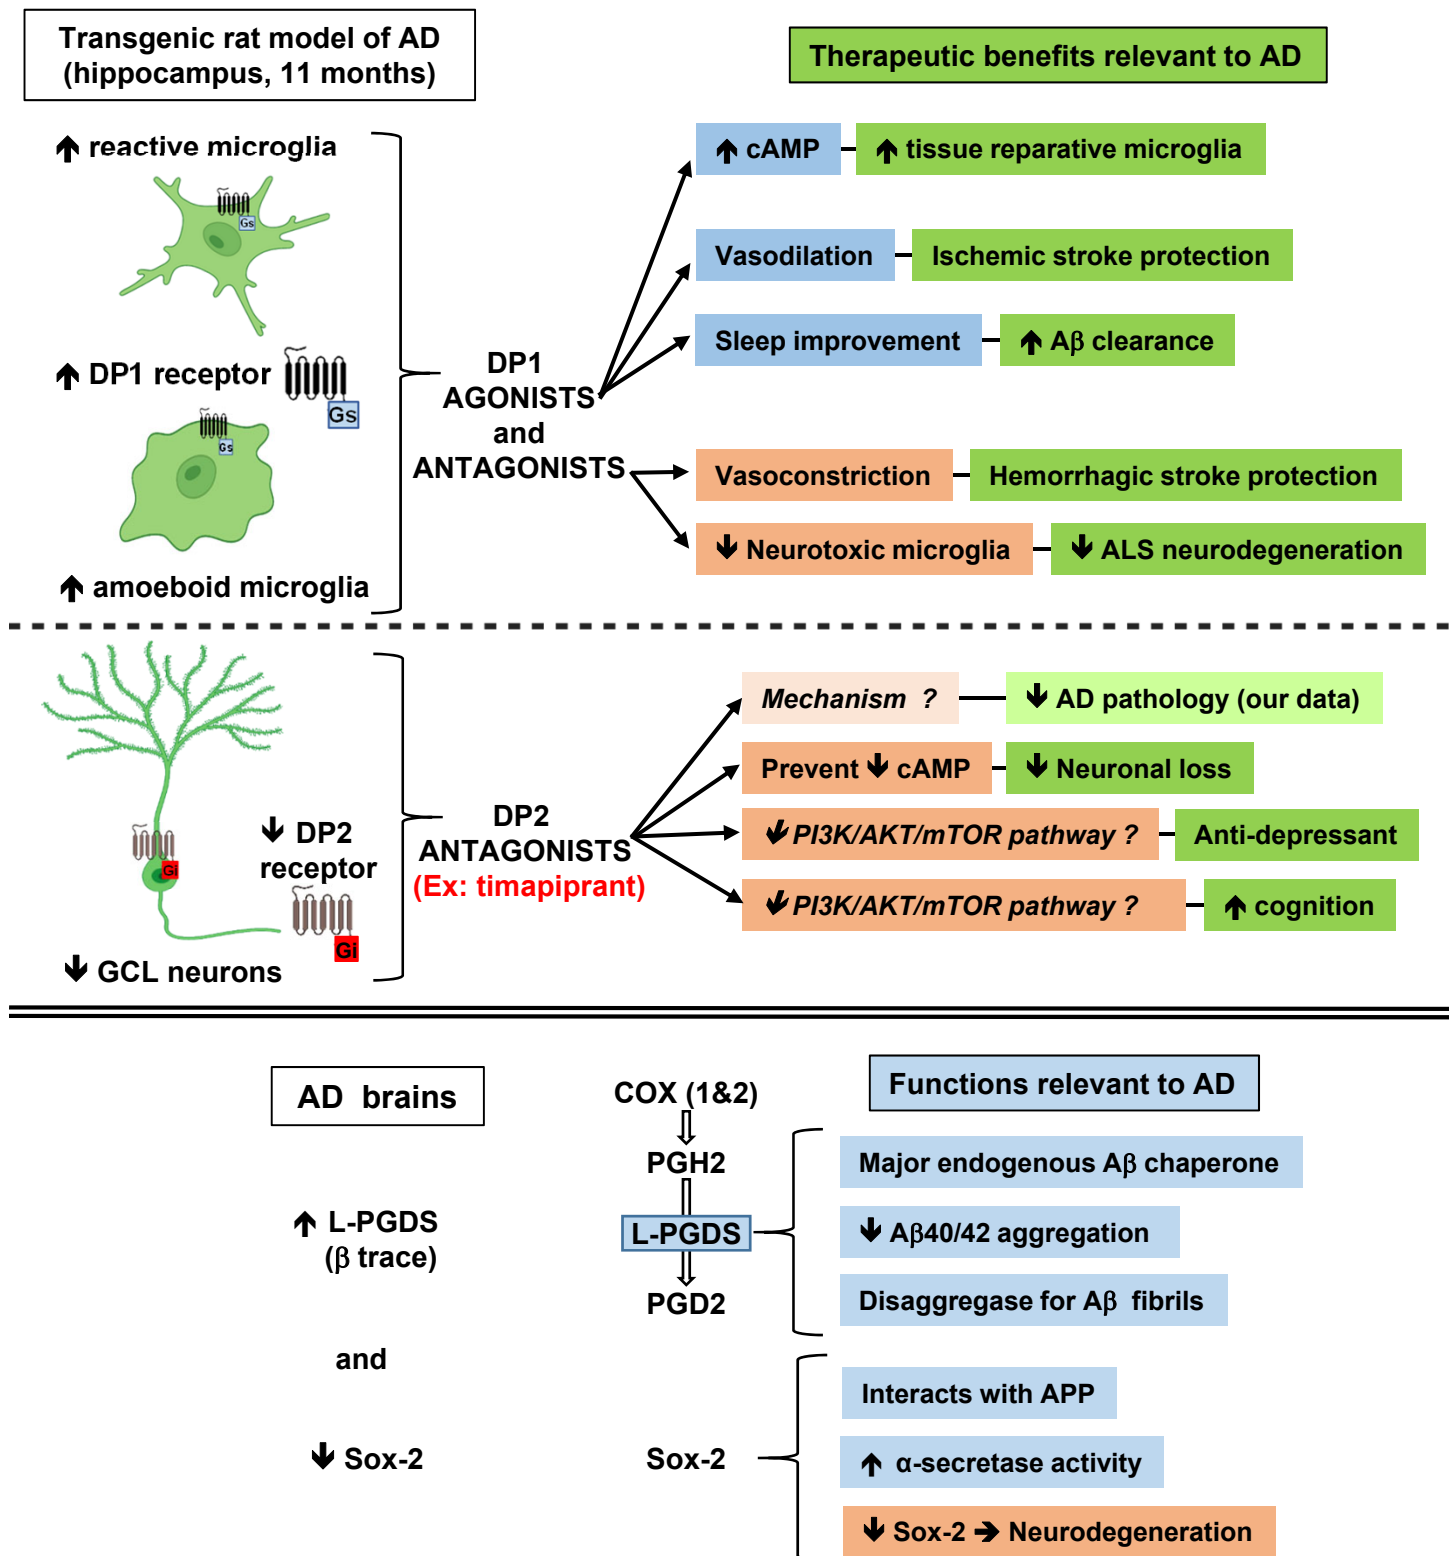 Transgenic rat model of AD
(hippocampus, 11 months)
Therapeutic benefits relevant to AD
↑ reactive microglia
Gs
↑ DP1 receptor
Gs
Gs
↑ amoeboid microglia
DP1
AGONISTS
and
ANTAGONISTS
↑ cAMP
↑ tissue reparative microglia
Vasodilation
Ischemic stroke protection
Sleep improvement
↑ Aβ clearance
Vasoconstriction
Hemorrhagic stroke protection
↓ Neurotoxic microglia
↓ ALS neurodegeneration
Gi
↓ DP2
receptor
Gi
↓ GCL neurons
DP2
ANTAGONISTS
(Ex: timapiprant)
Mechanism ?
↓ AD pathology (our data)
Prevent ↓ cAMP
↓ Neuronal loss
↓ PI3K/AKT/mTOR pathway ?
Anti-depressant
↓ PI3K/AKT/mTOR pathway ?
↑ cognition
AD brains
COX (1&2)
Functions relevant to AD
PGH2
↑ L-PGDS
(β trace)
L-PGDS
PGD2
Major endogenous Aβ chaperone
↓ Aβ40/42 aggregation
Disaggregase for Aβ fibrils
and
↓ Sox-2
Sox-2
Interacts with APP
↑ α-secretase activity
↓ Sox-2 → Neurodegeneration